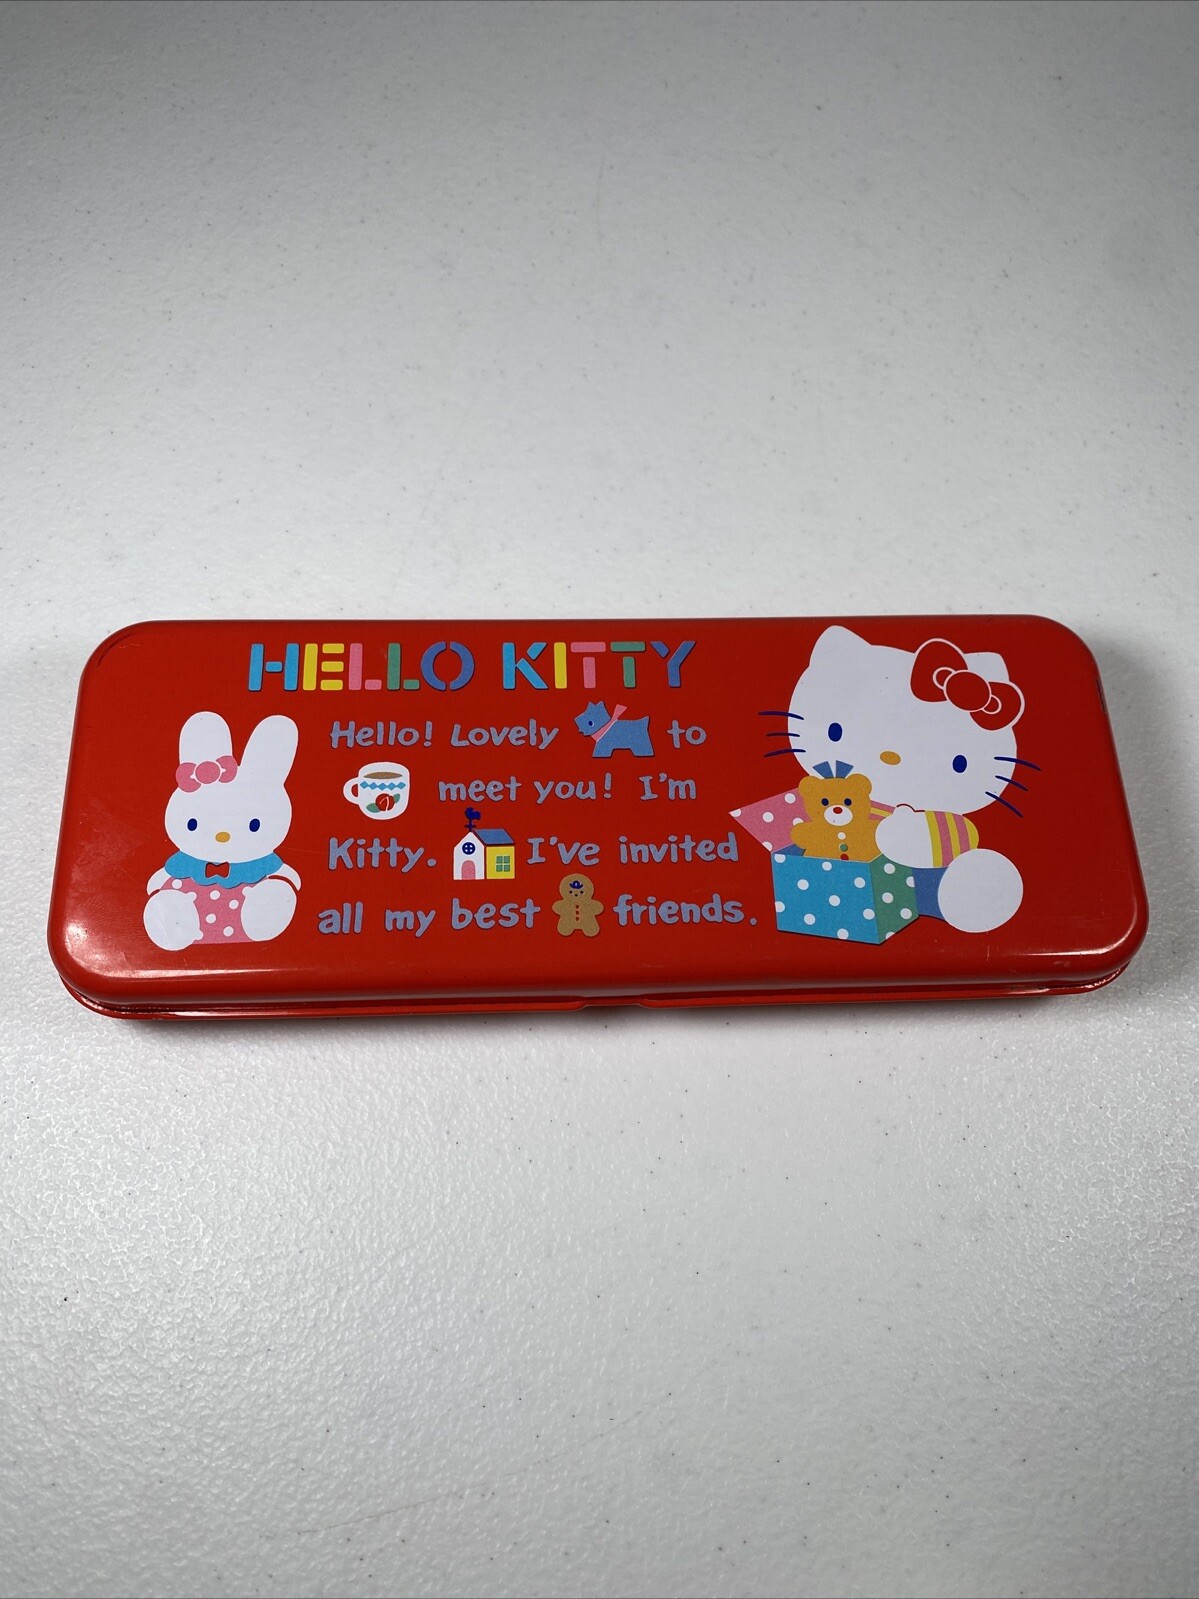 HELLO KITTY
Hello! Lovely to
meet you! I'm
Kitty. I've invited
all my best friends.